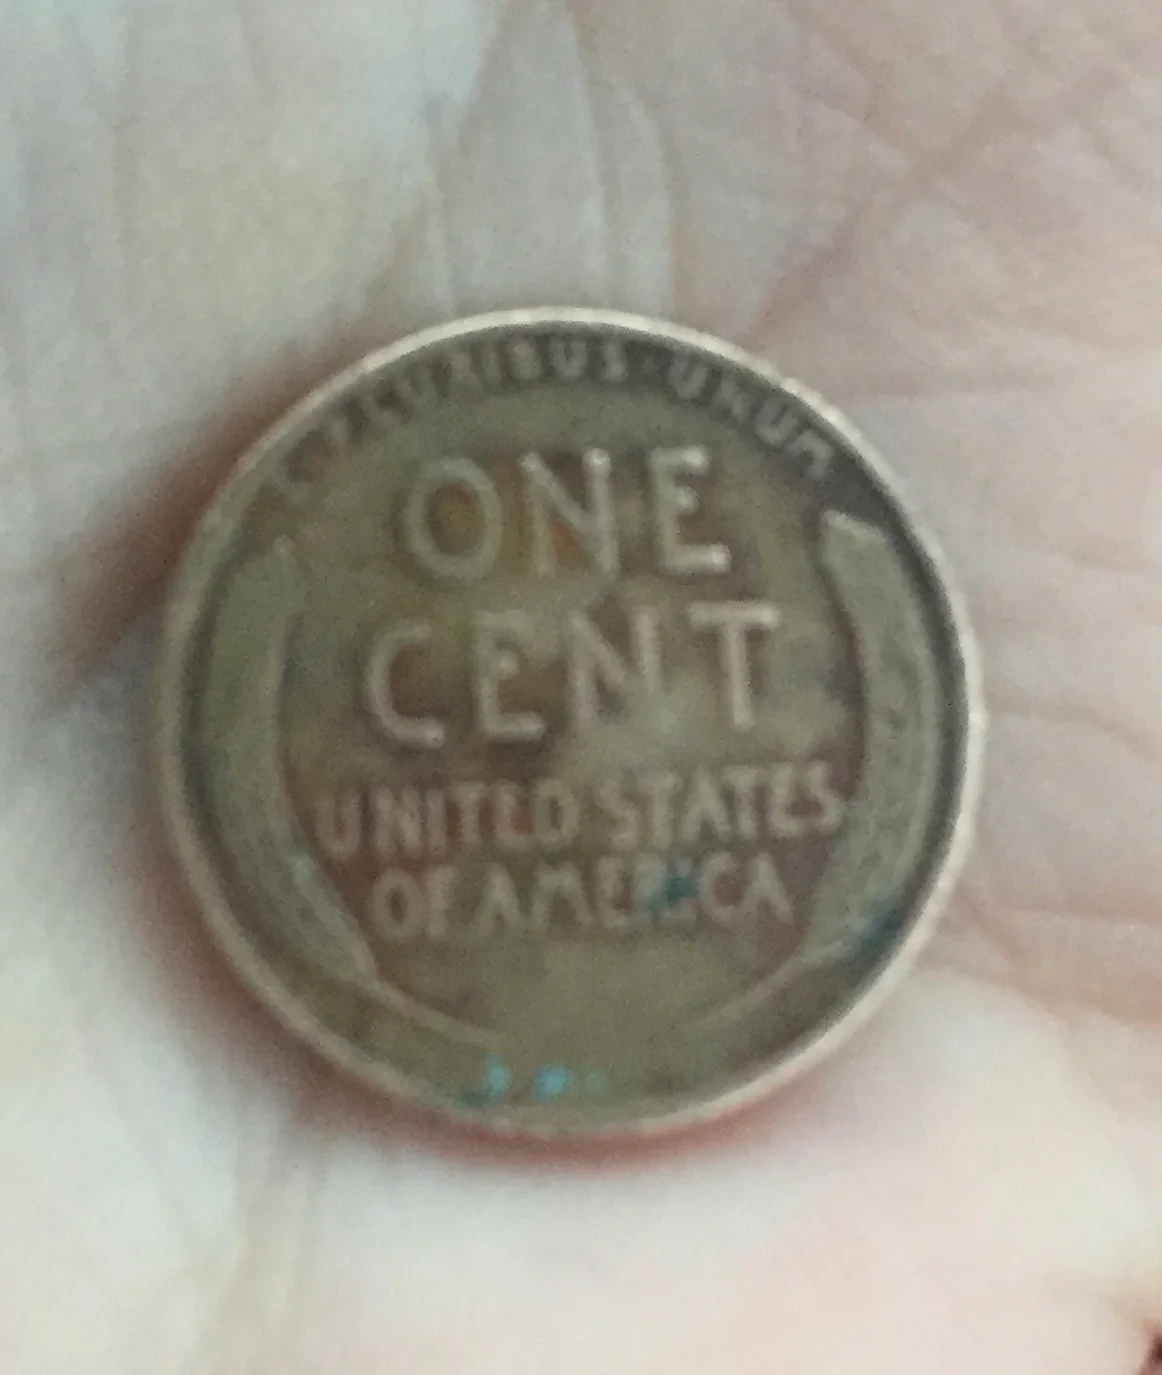 E · PLURIBUS · UNUM
ONE
CENT
UNITED STATES
OF AMERICA